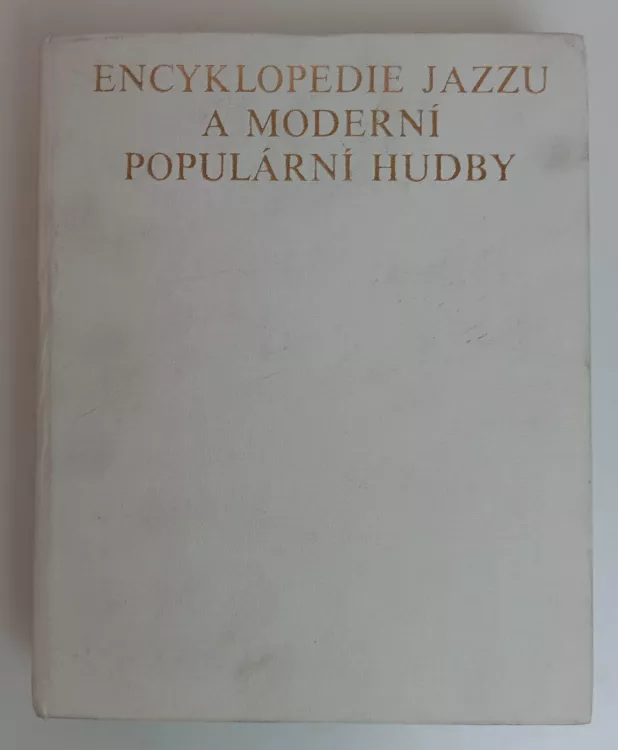 ENCYKLOPEDIE JAZZU
A MODERNÍ
POPULÁRNÍ HUDBY